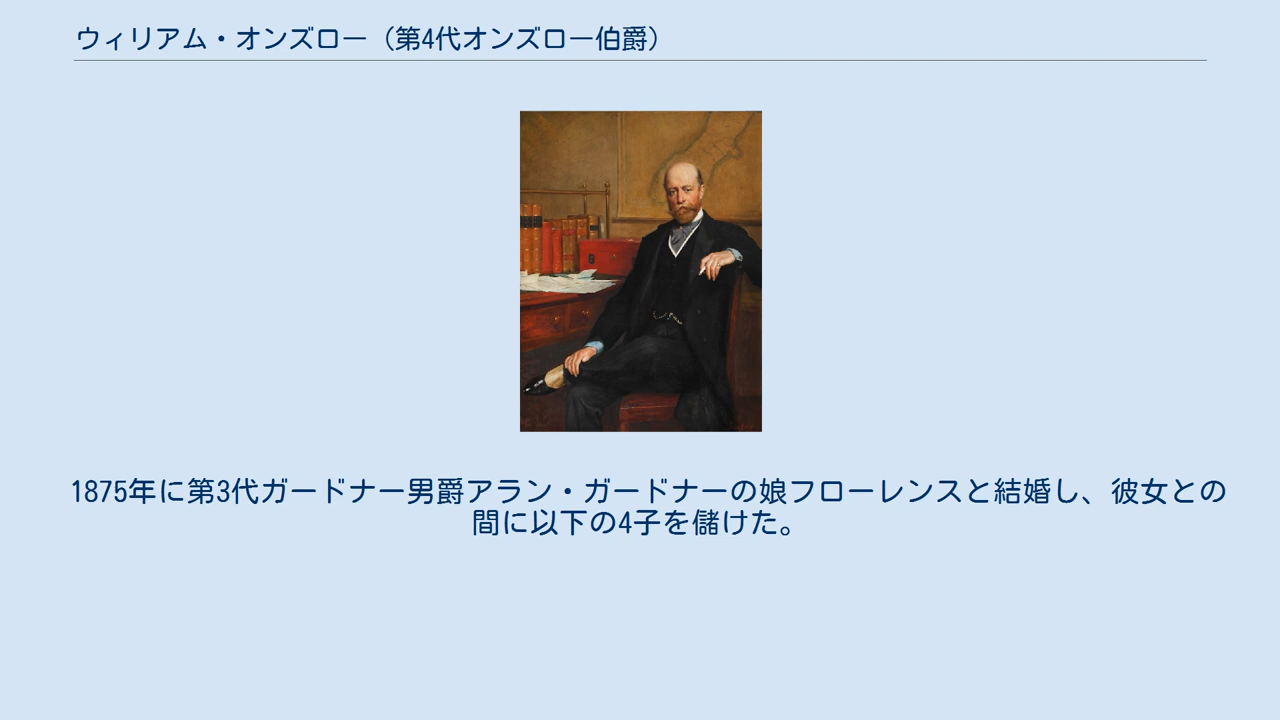 ウィリアム・オンズロー（第4代オンズロー伯爵）
1875年に第3代ガードナー男爵アラン・ガードナーの娘フローレンスと結婚し、彼女との
間に以下の4子を儲けた。